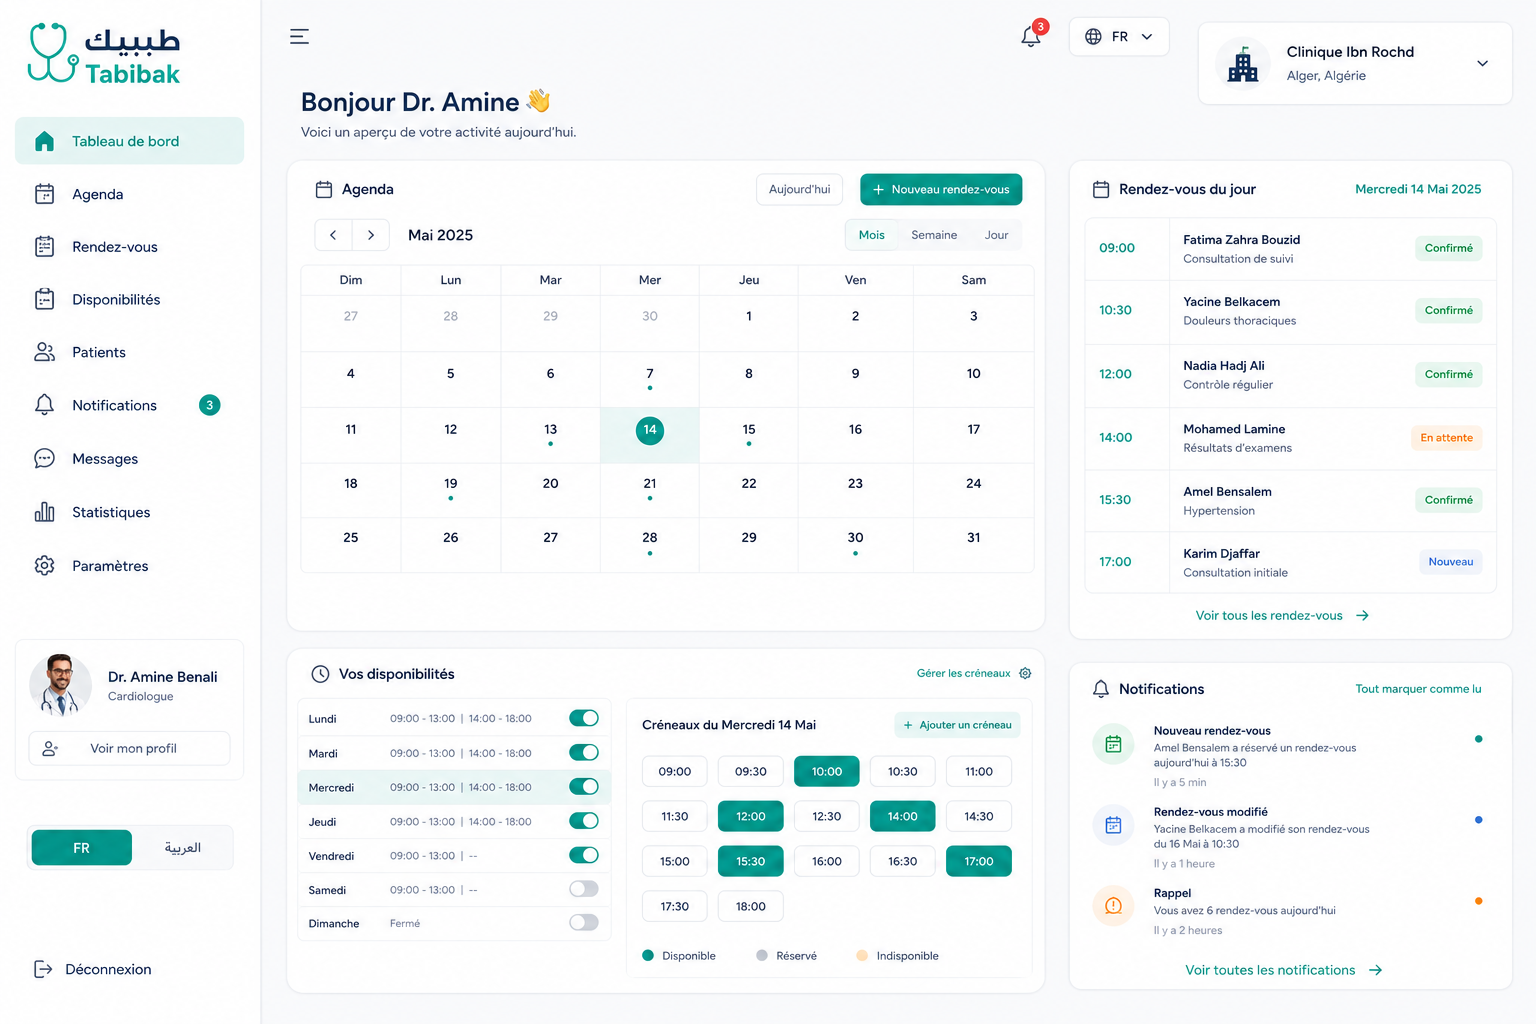 طبيبك
Tabibak
Tableau de bord
Agenda
Rendez-vous
Disponibilités
Patients
Notifications 3
Messages
Statistiques
Paramètres
Dr. Amine Benali
Cardiologue
Voir mon profil
FR العربية
Déconnexion
3
FR
Clinique Ibn Rochd
Alger, Algérie
Bonjour Dr. Amine 👋
Voici un aperçu de votre activité aujourd'hui.
Agenda
Aujourd'hui
+ Nouveau rendez-vous
Mai 2025
Mois Semaine Jour
Dim Lun Mar Mer Jeu Ven Sam
27 28 29 30 1 2 3
4 5 6 7 8 9 10
11 12 13 14 15 16 17
18 19 20 21 22 23 24
25 26 27 28 29 30 31
Rendez-vous du jour
Mercredi 14 Mai 2025
09:00 Fatima Zahra Bouzid Confirmé
Consultation de suivi
10:30 Yacine Belkacem Confirmé
Douleurs thoraciques
12:00 Nadia Hadj Ali Confirmé
Contrôle régulier
14:00 Mohamed Lamine En attente
Résultats d'examens
15:30 Amel Bensalem Confirmé
Hypertension
17:00 Karim Djaffar Nouveau
Consultation initiale
Voir tous les rendez-vous →
Vos disponibilités
Gérer les créneaux
Lundi 09:00 - 13:00 | 14:00 - 18:00
Mardi 09:00 - 13:00 | 14:00 - 18:00
Mercredi 09:00 - 13:00 | 14:00 - 18:00
Jeudi 09:00 - 13:00 | 14:00 - 18:00
Vendredi 09:00 - 13:00 | --
Samedi 09:00 - 13:00 | --
Dimanche Fermé
Créneaux du Mercredi 14 Mai
+ Ajouter un créneau
09:00 09:30 10:00 10:30 11:00
11:30 12:00 12:30 14:00 14:30
15:00 15:30 16:00 16:30 17:00
17:30 18:00
Disponible Réservé Indisponible
Notifications
Tout marquer comme lu
Nouveau rendez-vous
Amel Bensalem a réservé un rendez-vous
aujourd'hui à 15:30
Il y a 5 min
Rendez-vous modifié
Yacine Belkacem a modifié son rendez-vous
du 16 Mai à 10:30
Il y a 1 heure
Rappel
Vous avez 6 rendez-vous aujourd'hui
Il y a 2 heures
Voir toutes les notifications →